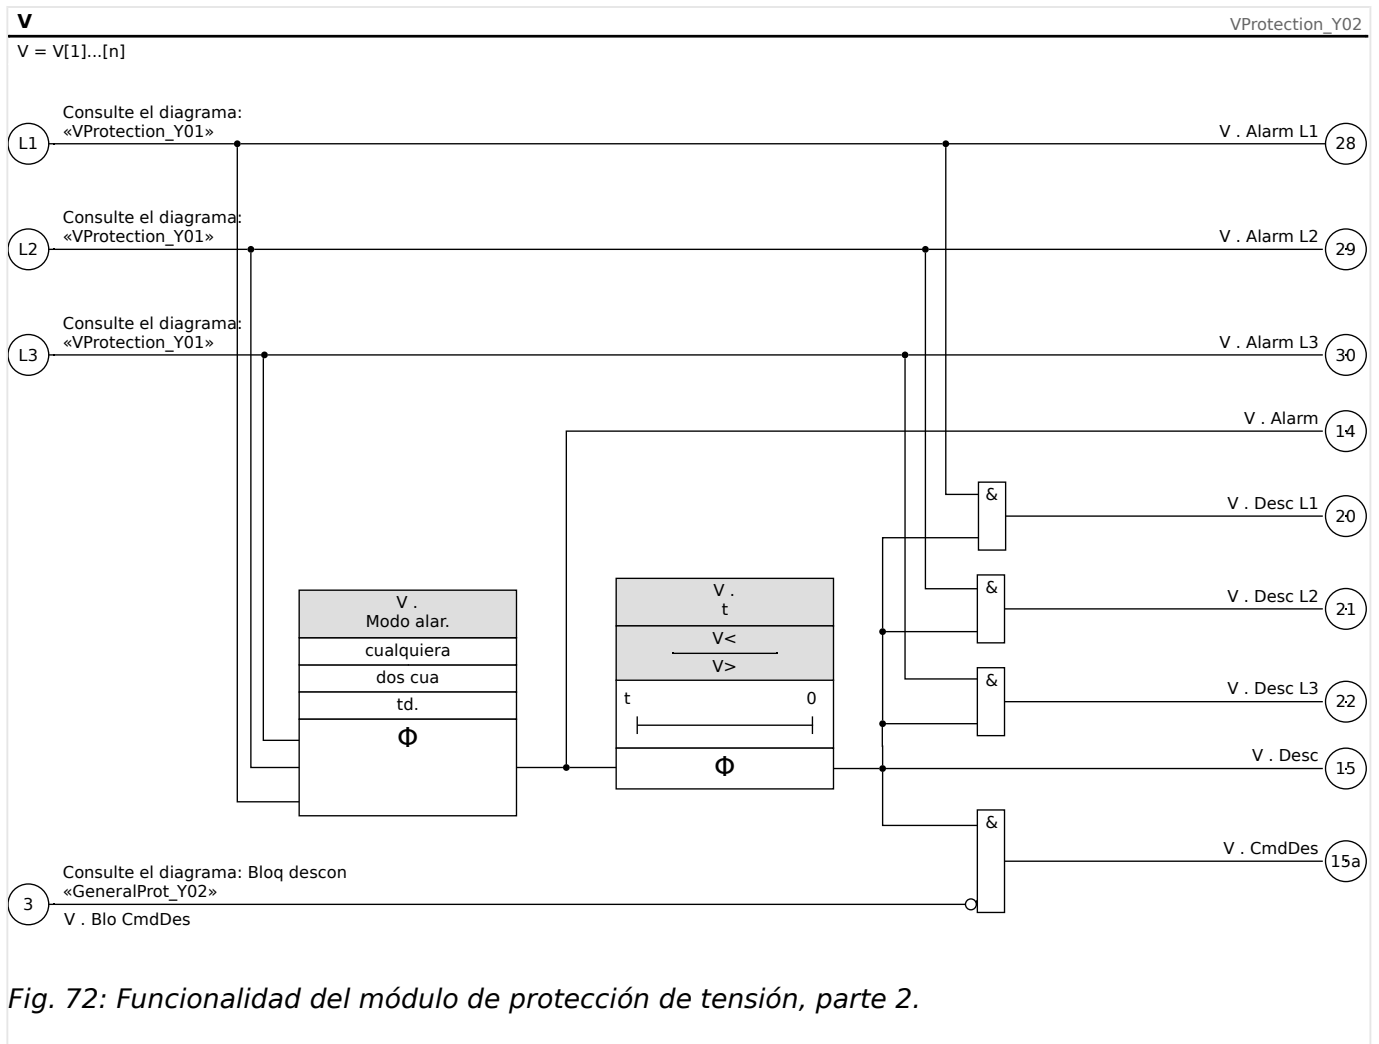 V
VProtection_Y02
V = V[1]...[n]
Consulte el diagrama:
«VProtection_Y01»
L1
V . Alarm L1
28
Consulte el diagrama:
«VProtection_Y01»
L2
V . Alarm L2
29
Consulte el diagrama:
«VProtection_Y01»
L3
V . Alarm L3
30
V . Alarm
14
&
V . Desc L1
20
&
V . Desc L2
21
&
V . Desc L3
22
V .
Modo alar.
cualquiera
dos cua
td.
Φ
V .
t
V<
V>
t 0
Φ
V . Desc
15
&
V . CmdDes
15a
Consulte el diagrama: Bloq descon
«GeneralProt_Y02»
3
V . Blo CmdDes
Fig. 72: Funcionalidad del módulo de protección de tensión, parte 2.